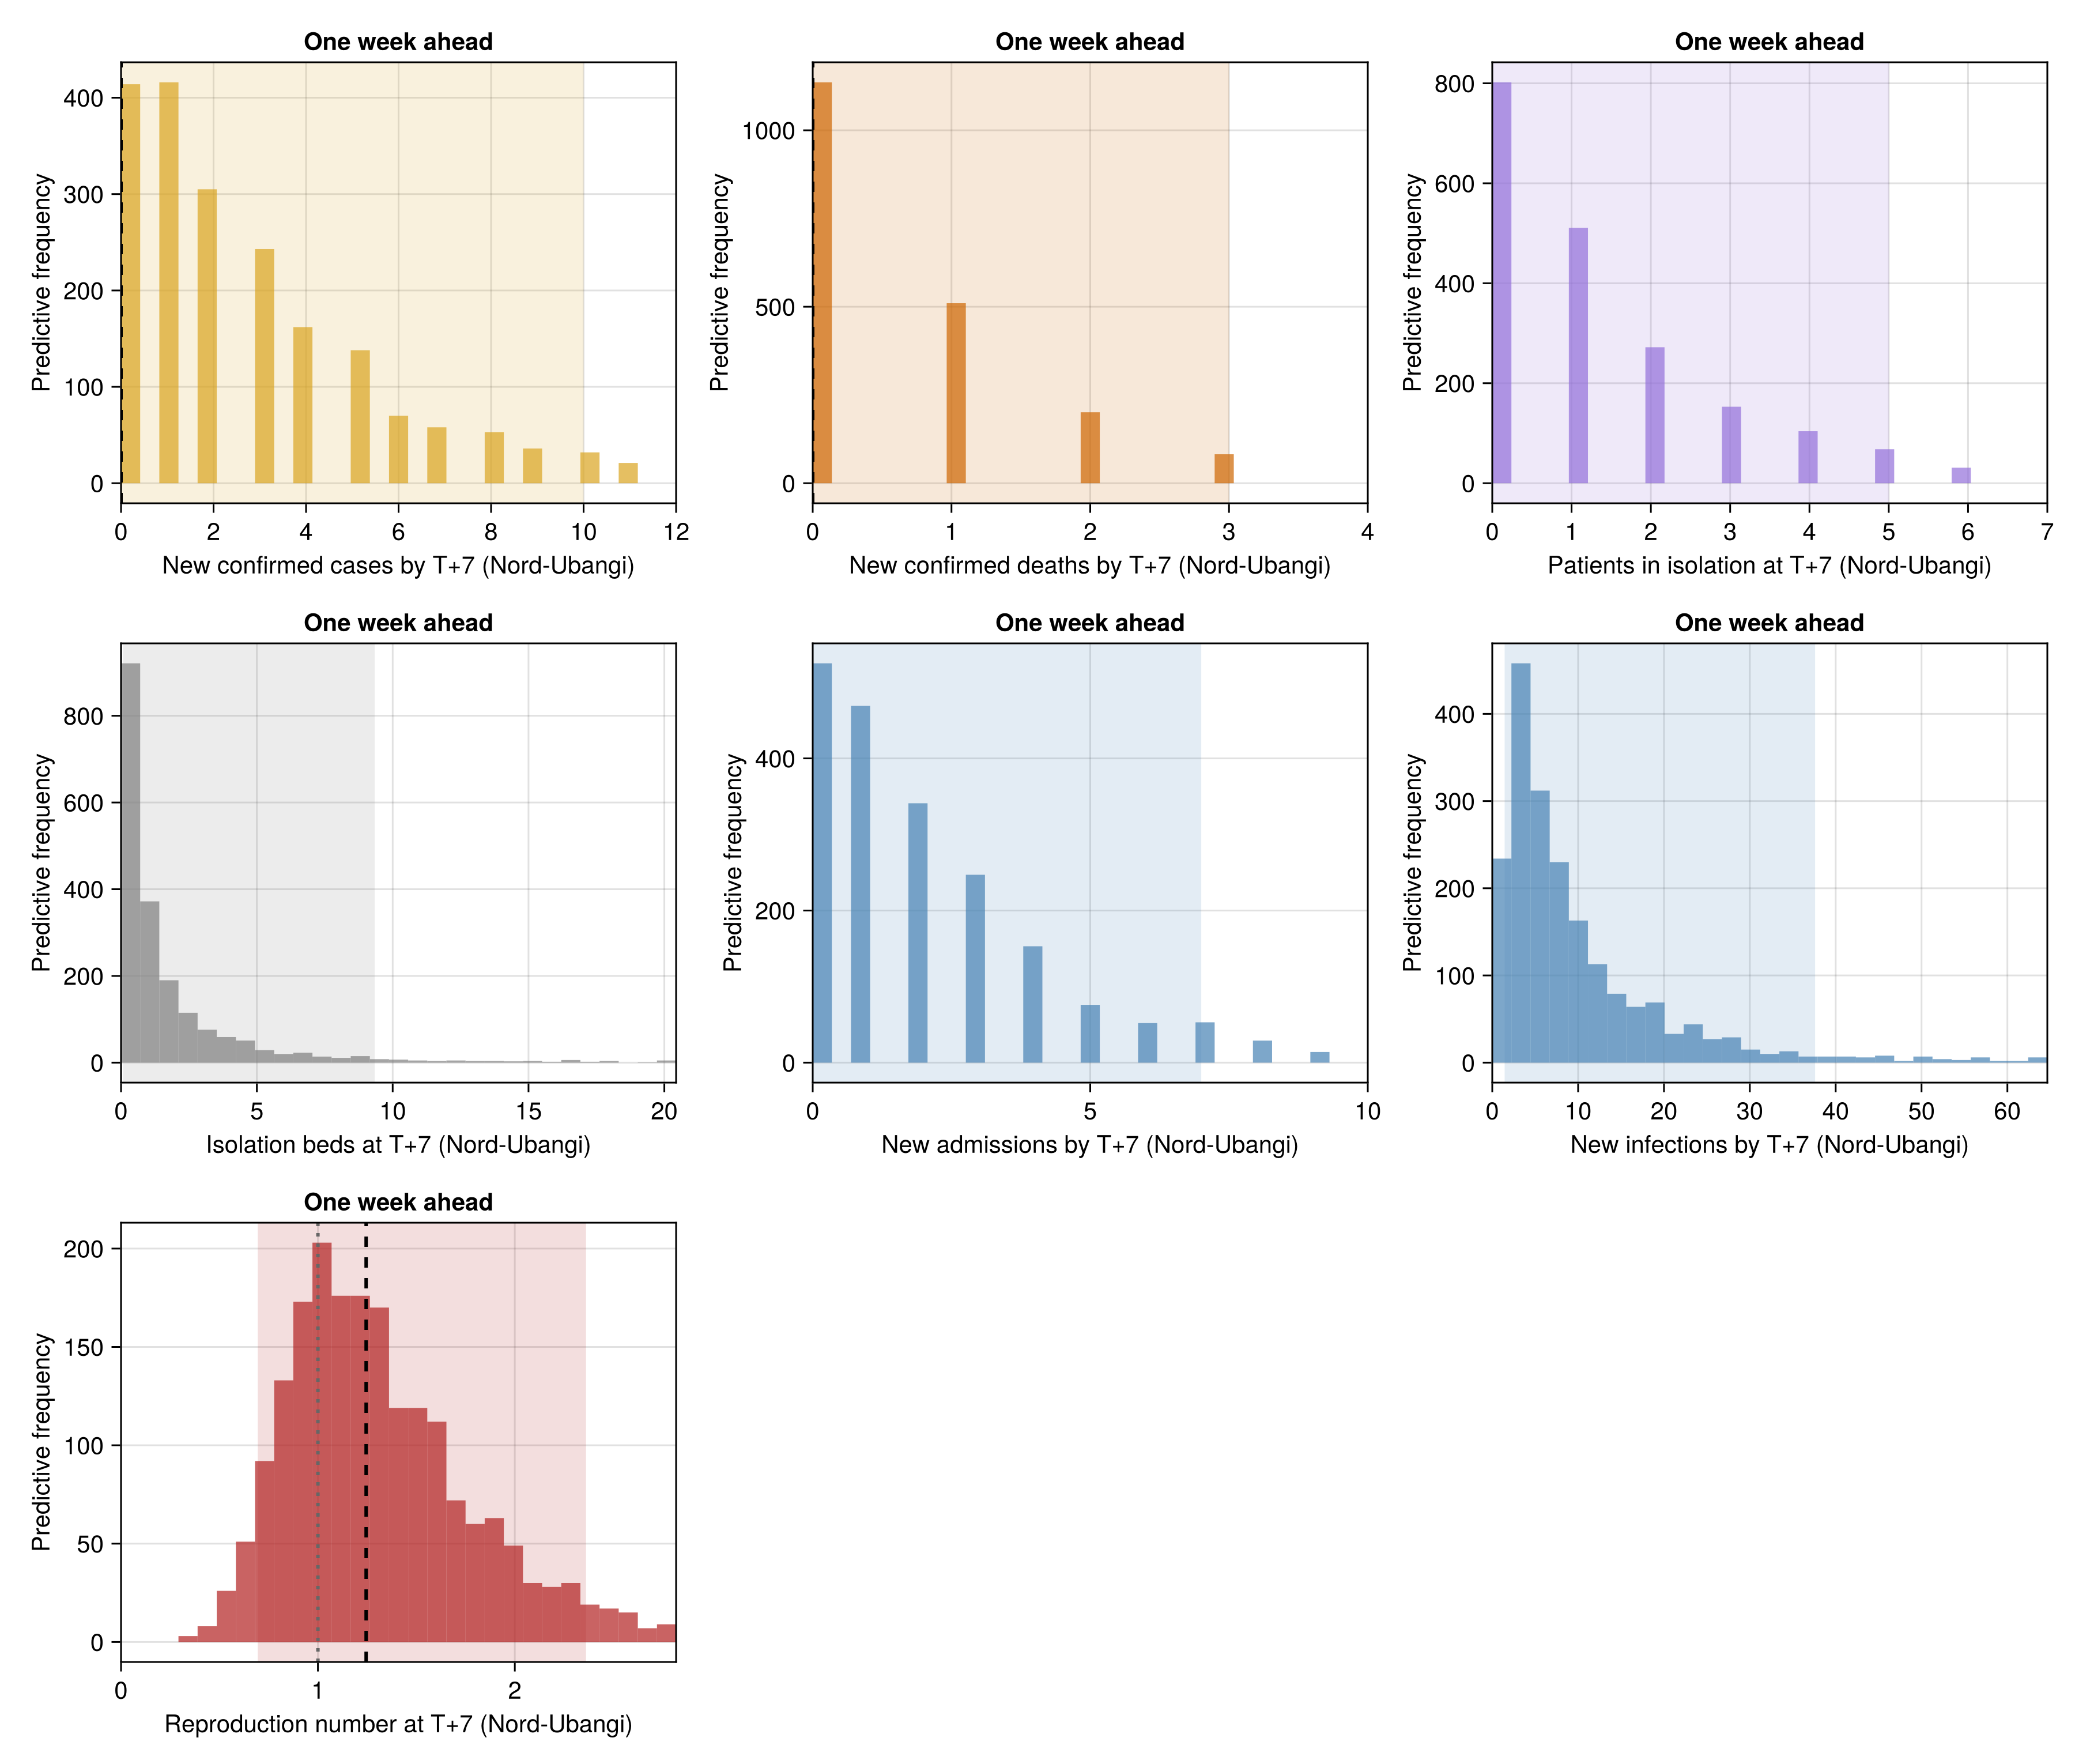 One week ahead
One week ahead
One week ahead
Predictive frequency
400
300
200
100
0
0 2 4 6 8 10 12
New confirmed cases by T+7 (Nord-Ubangi)
Predictive frequency
1000
500
0
0 1 2 3 4
New confirmed deaths by T+7 (Nord-Ubangi)
Predictive frequency
800
600
400
200
0
0 1 2 3 4 5 6 7
Patients in isolation at T+7 (Nord-Ubangi)
One week ahead
One week ahead
One week ahead
Predictive frequency
800
600
400
200
0
0 5 10 15 20
Isolation beds at T+7 (Nord-Ubangi)
Predictive frequency
400
200
0
0 5 10
New admissions by T+7 (Nord-Ubangi)
Predictive frequency
400
300
200
100
0
0 10 20 30 40 50 60
New infections by T+7 (Nord-Ubangi)
One week ahead
Predictive frequency
200
150
100
50
0
0 1 2
Reproduction number at T+7 (Nord-Ubangi)